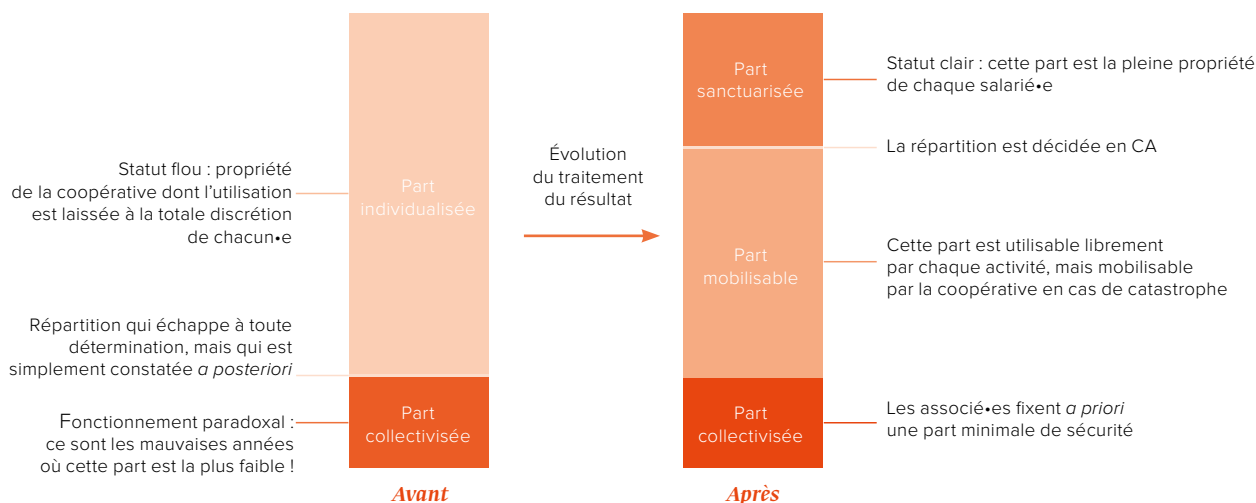 Statut flou : propriété
de la coopérative dont l'utilisation
est laissée à la totale discrétion
de chacun•e
Répartition qui échappe à toute
détermination, mais qui est
simplement constatée a posteriori
Fonctionnement paradoxal :
ce sont les mauvaises années
où cette part est la plus faible !
Part
individualisée
Part
collectivisée
Avant
Évolution
du traitement
du résultat
Part
sanctuarisée
Part
mobilisable
Part
collectivisée
Après
Statut clair : cette part est la pleine propriété
de chaque salarié•e
La répartition est décidée en CA
Cette part est utilisable librement
par chaque activité, mais mobilisable
par la coopérative en cas de catastrophe
Les associé•es fixent a priori
une part minimale de sécurité